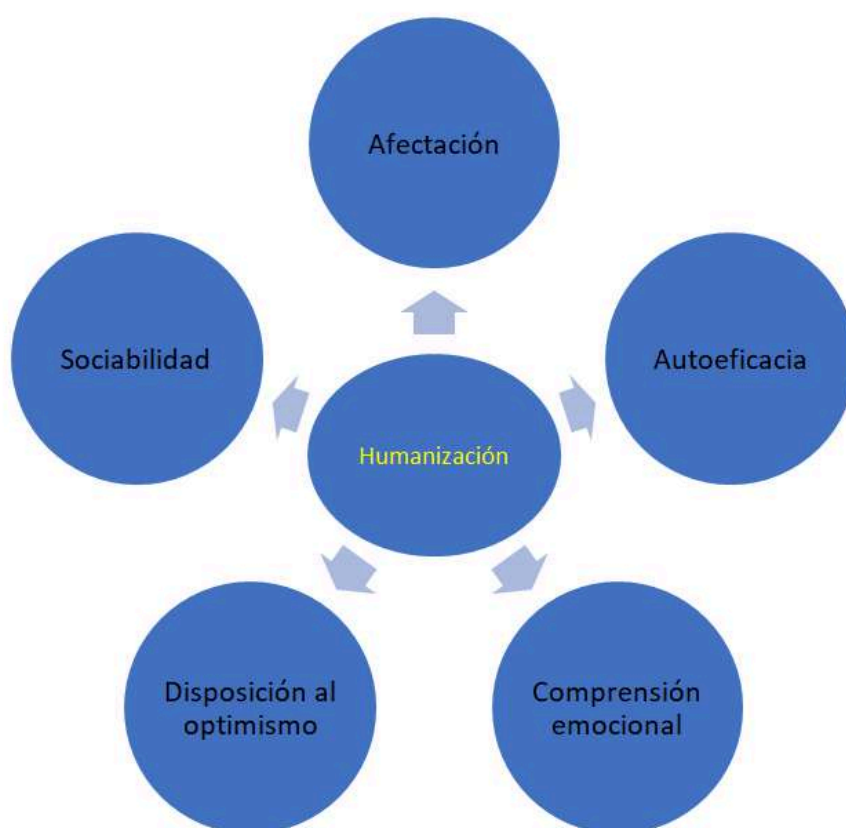 Afectación
Sociabilidad
Autoeficacia
Humanización
Disposición al
optimismo
Comprensión
emocional